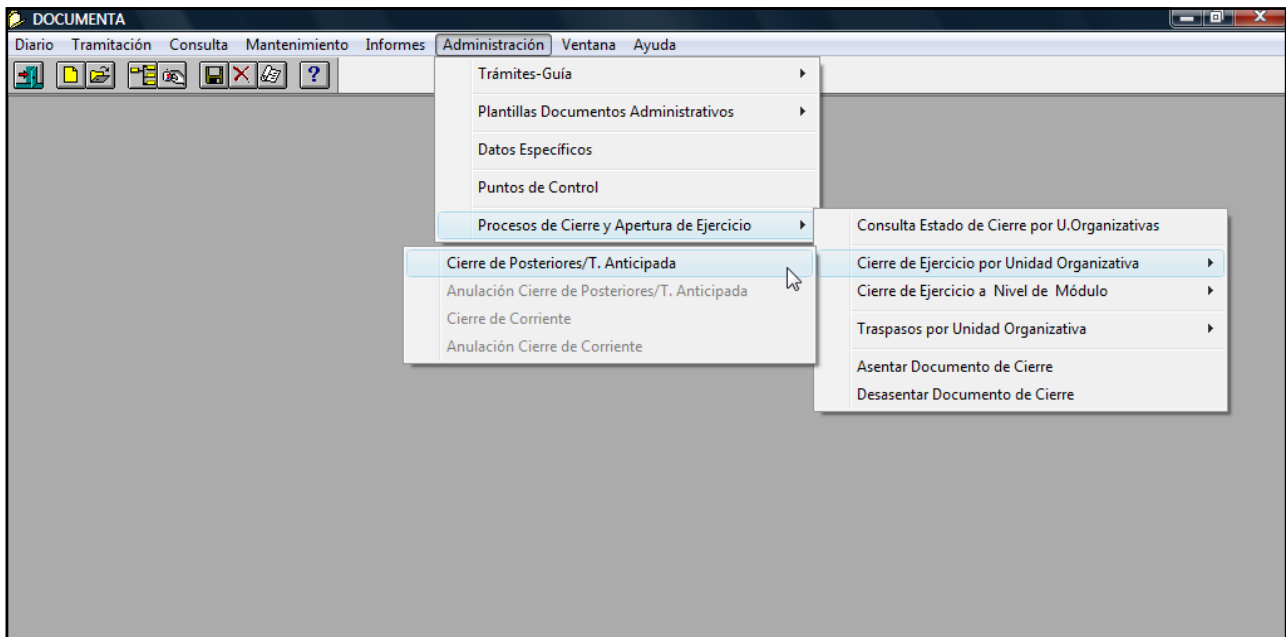 DOCUMENTA
Diario Tramitación Consulta Mantenimiento Informes Administración Ventana Ayuda
?
Trámites-Guía
Plantillas Documentos Administrativos
Datos Específicos
Puntos de Control
Procesos de Cierre y Apertura de Ejercicio
Consulta Estado de Cierre por U.Organizativas
Cierre de Ejercicio por Unidad Organizativa
Cierre de Ejercicio a Nivel de Módulo
Traspasos por Unidad Organizativa
Asentar Documento de Cierre
Desasentar Documento de Cierre
Cierre de Posteriores/T. Anticipada
Anulación Cierre de Posteriores/T. Anticipada
Cierre de Corriente
Anulación Cierre de Corriente